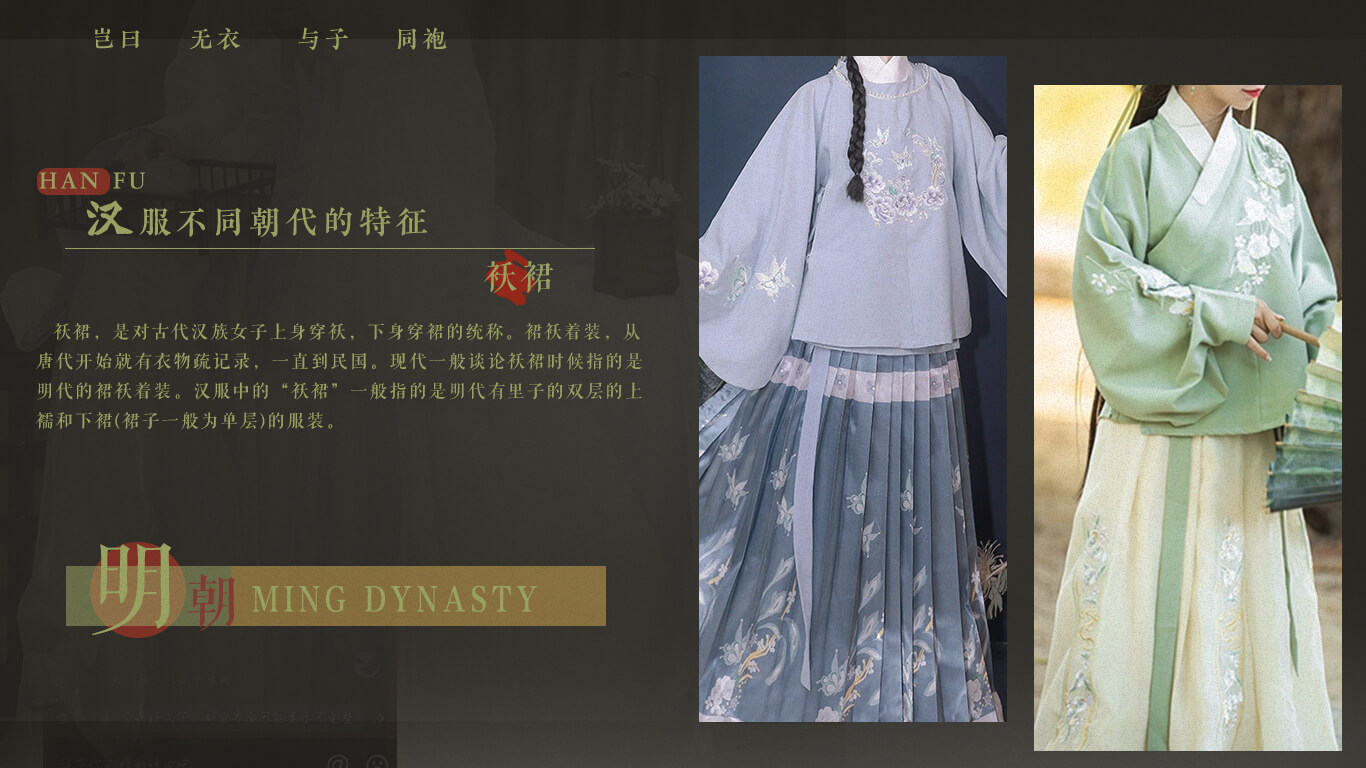 岂曰 无衣 与子 同袍
HAN FU
汉服不同朝代的特征
袄裙
袄裙，是对古代汉族女子上身穿袄，下身穿裙的统称。裙袄着装，从
唐代开始就有衣物疏记录，一直到民国。现代一般谈论袄裙时候指的是
明代的裙袄着装。汉服中的“袄裙”一般指的是明代有里子的双层的上
襦和下裙(裙子一般为单层)的服装。
明朝 MING DYNASTY